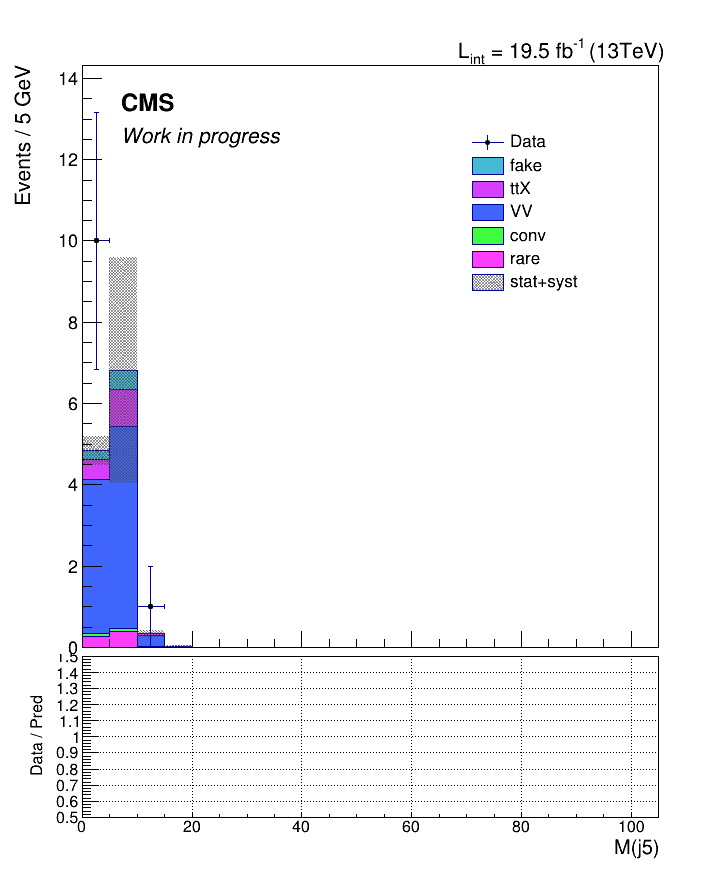 L_int = 19.5 fb^-1 (13TeV)
Events / 5 GeV
14
12
10
8
6
4
2
0
CMS
Work in progress
Data
fake
ttX
VV
conv
rare
stat+syst
Data / Pred
1.5
1.4
1.3
1.2
1.1
1
0.9
0.8
0.7
0.6
0.5
0 20 40 60 80 100
M(j5)